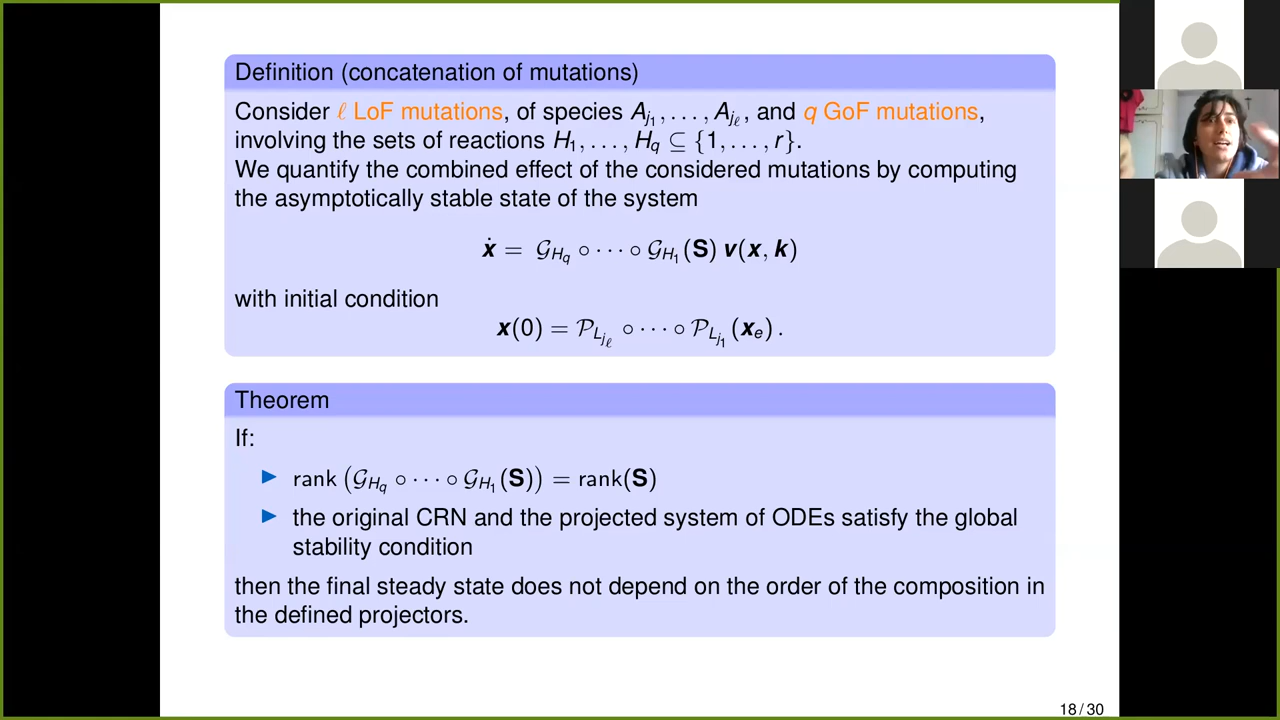 Definition (concatenation of mutations)
Consider ℓ LoF mutations, of species A_{j_1}, . . . , A_{j_ℓ}, and q GoF mutations,
involving the sets of reactions H_1, . . . , H_q ⊆ {1, . . . , r}.
We quantify the combined effect of the considered mutations by computing
the asymptotically stable state of the system
ẋ = 𝒢_{H_q} ∘ · · · ∘ 𝒢_{H_1}(S) v(x, k)
with initial condition
x(0) = 𝒫_{L_{j_ℓ}} ∘ · · · ∘ 𝒫_{L_{j_1}}(x_e) .
Theorem
If:
▶ rank (𝒢_{H_q} ∘ · · · ∘ 𝒢_{H_1}(S)) = rank(S)
▶ the original CRN and the projected system of ODEs satisfy the global
stability condition
then the final steady state does not depend on the order of the composition in
the defined projectors.
18 / 30